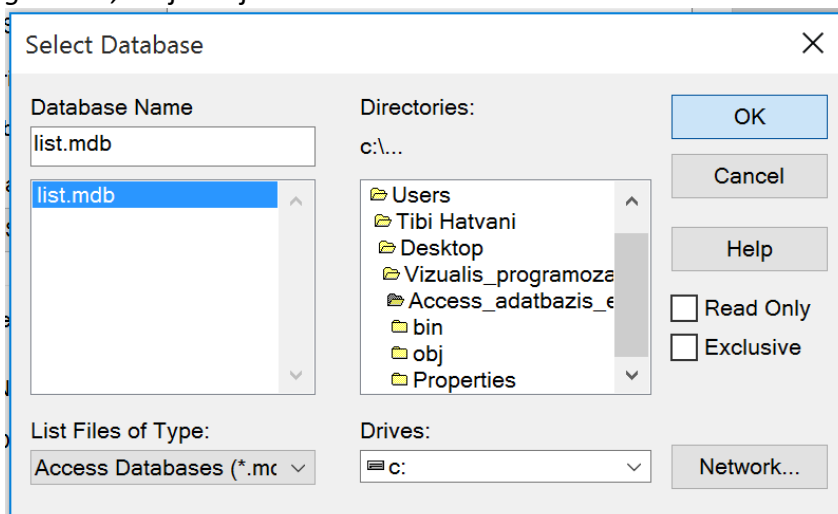 Select Database
Database Name
list.mdb
list.mdb
List Files of Type:
Access Databases (*.mc
Directories:
c:\...
Users
Tibi Hatvani
Desktop
Vizualis_programoza
Access_adatbazis_e
bin
obj
Properties
Drives:
c:
OK
Cancel
Help
Read Only
Exclusive
Network...